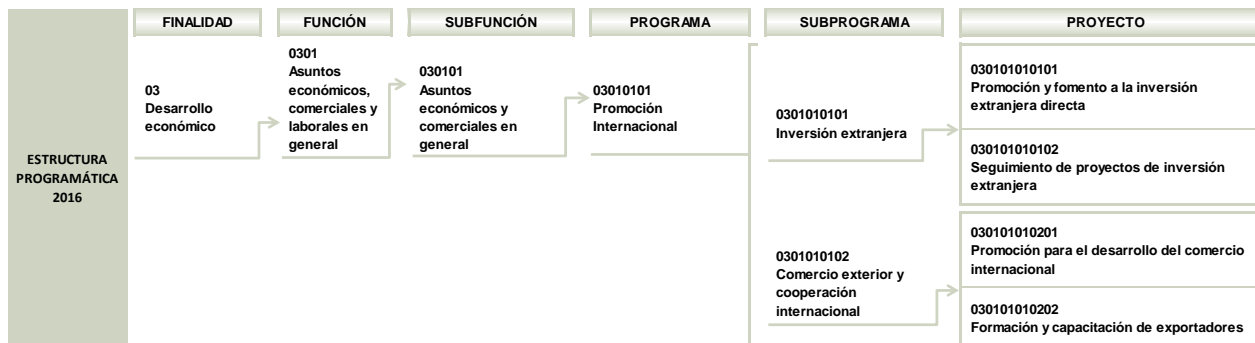 FINALIDAD
FUNCIÓN
SUBFUNCIÓN
PROGRAMA
SUBPROGRAMA
PROYECTO
ESTRUCTURA
PROGRAMÁTICA
2016
03
Desarrollo
económico
0301
Asuntos
económicos,
comerciales y
laborales en
general
030101
Asuntos
económicos y
comerciales en
general
03010101
Promoción
Internacional
0301010101
Inversión extranjera
030101010101
Promoción y fomento a la inversión
extranjera directa
030101010102
Seguimiento de proyectos de inversión
extranjera
0301010102
Comercio exterior y
cooperación
internacional
030101010201
Promoción para el desarrollo del comercio
internacional
030101010202
Formación y capacitación de exportadores